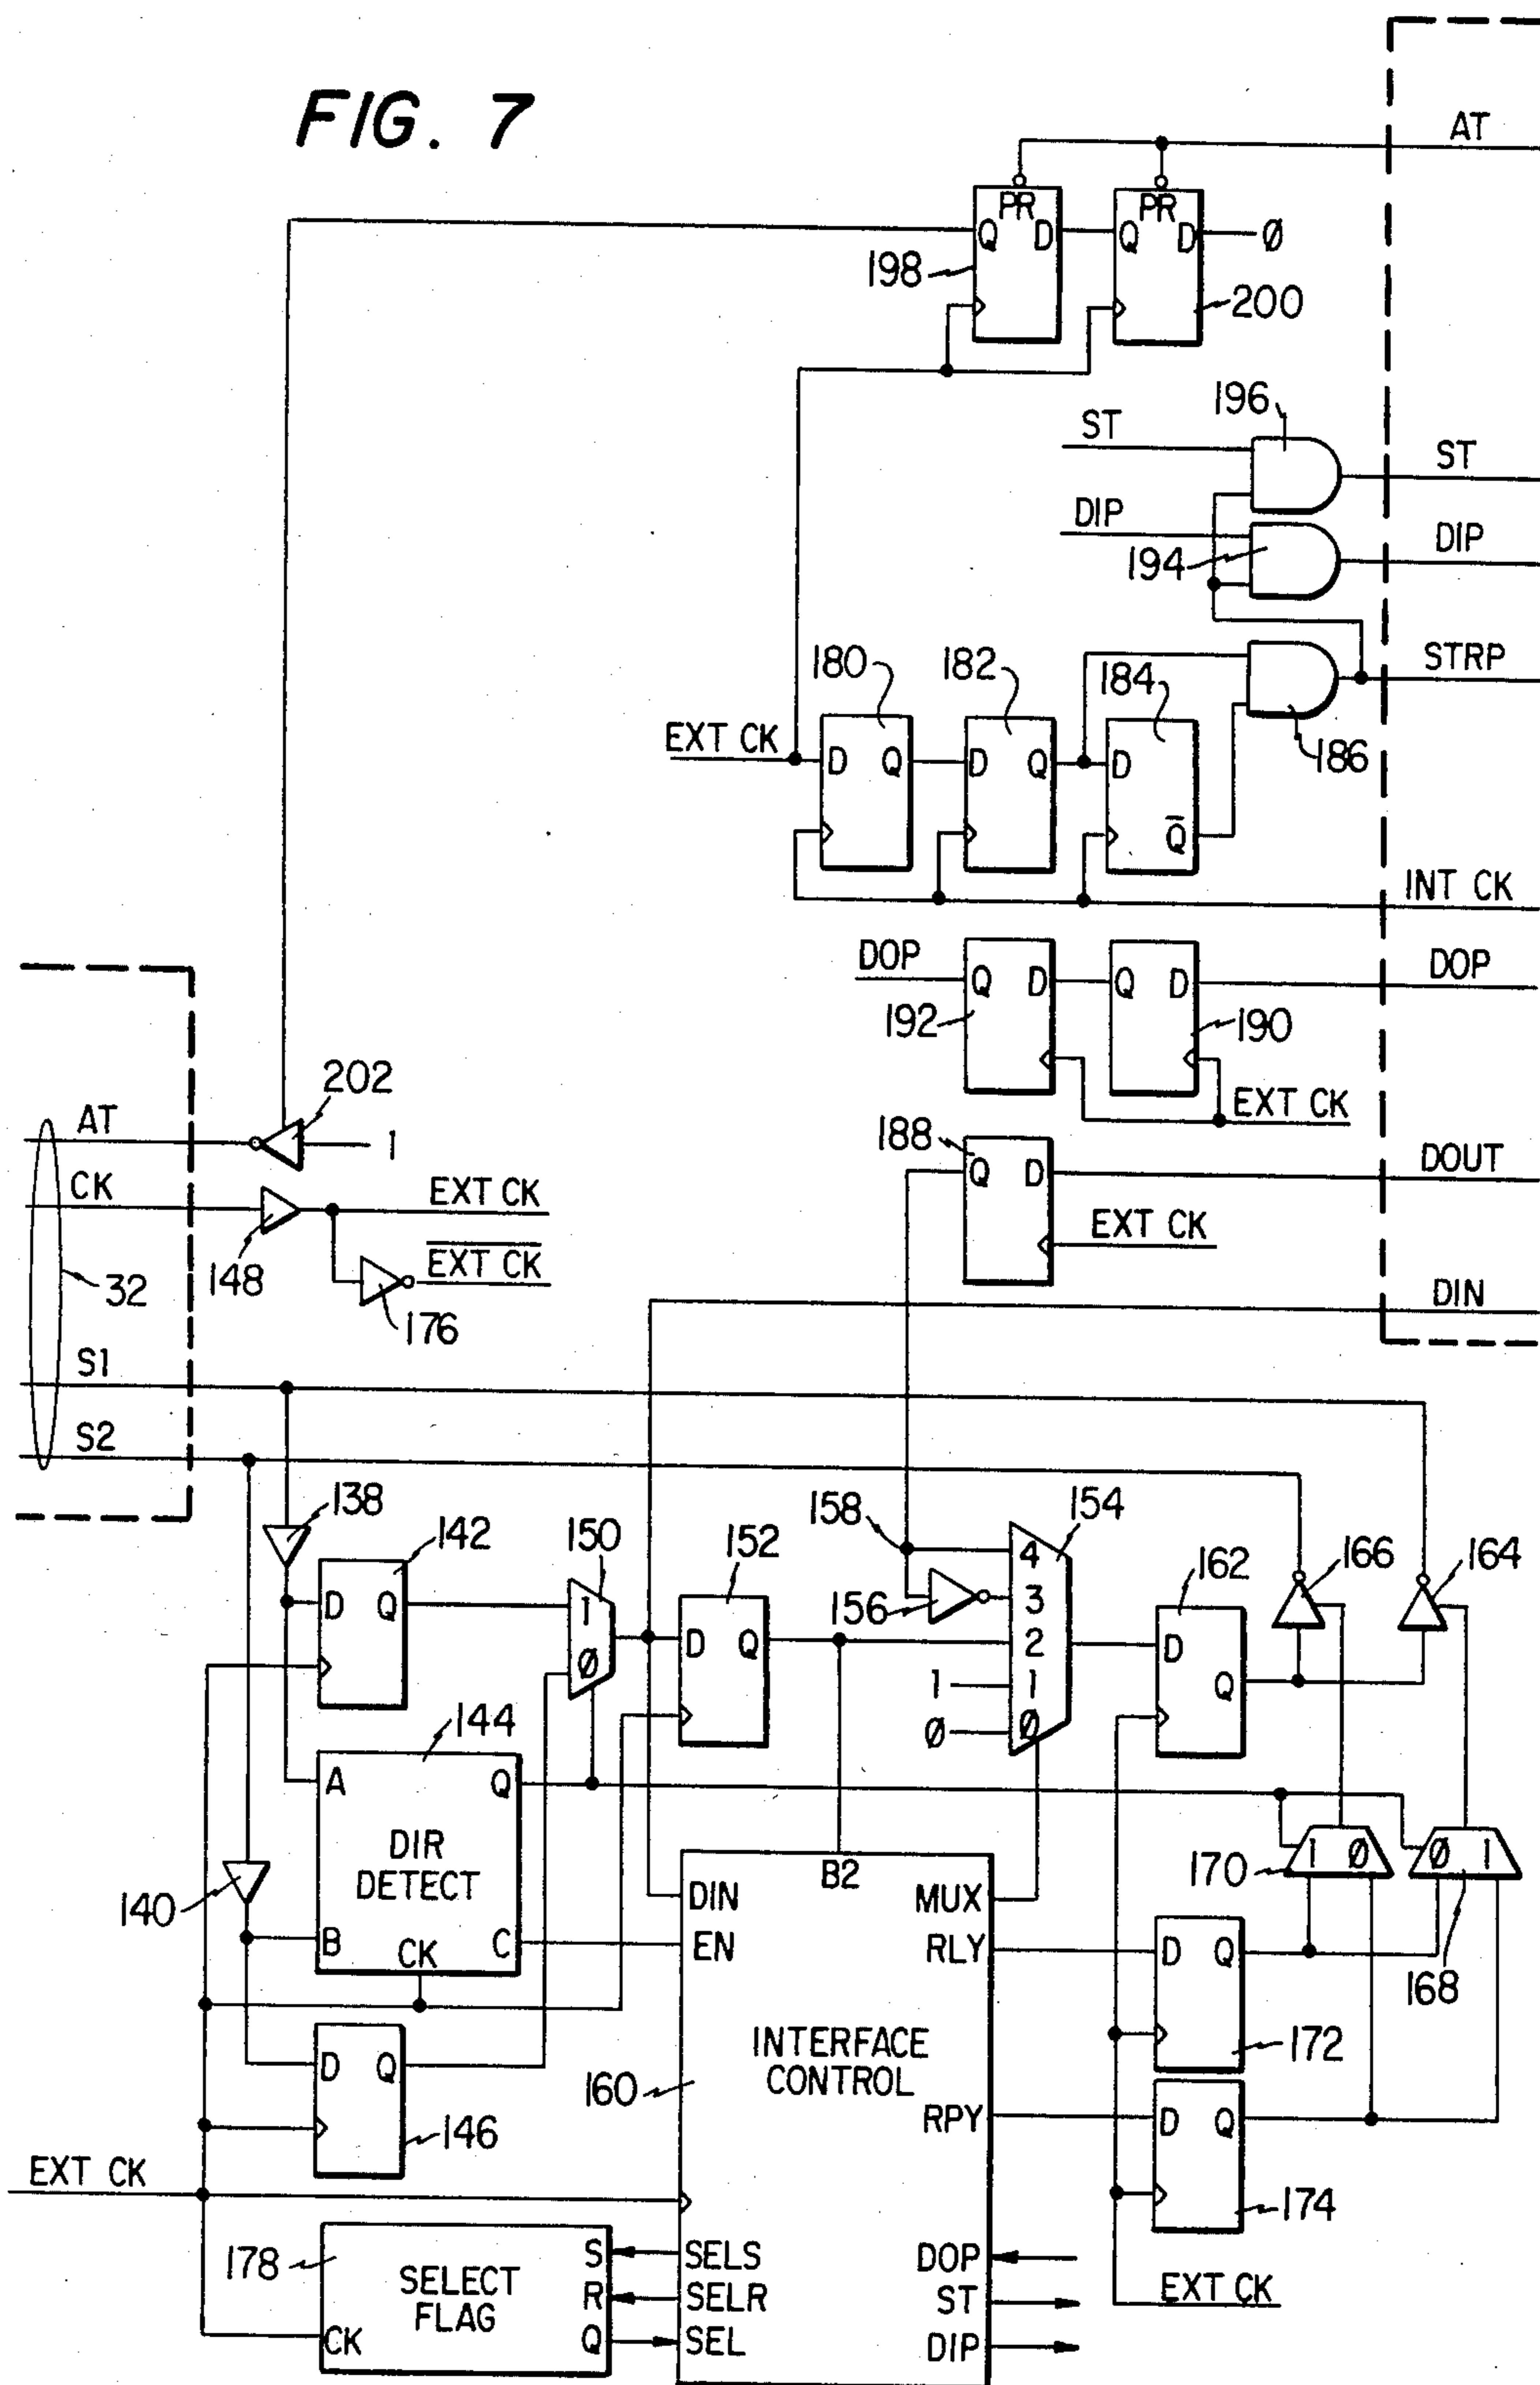 FIG. 7
AT
PR
PR
Q D
Q D
Ø
198
200
196
ST
ST
DIP
DIP
194
180
182
184
STRP
EXT CK
D Q
D Q
D
186
Q̅
INT CK
DOP
Q D
Q D
DOP
192
190
EXT CK
202
AT
1
188
Q D
DOUT
CK
EXT CK
EXT CK
E̅X̅T̅ C̅K̅
148
32
176
DIN
S1
S2
138
158
154
142
150
152
4
162
166
164
D Q
1
156
3
D Q
2
D
Ø
1
1
Q
Ø
Ø
144
A
Q
DIR
DETECT
B2
170
1 Ø
Ø 1
140
DIN
MUX
B
CK
C
EN
RLY
D Q
168
INTERFACE
CONTROL
172
D Q
160
RPY
D Q
146
EXT CK
174
178
S
SELS
DOP
SELECT
FLAG
R
SELR
ST
EXT CK
CK
Q
SEL
DIP